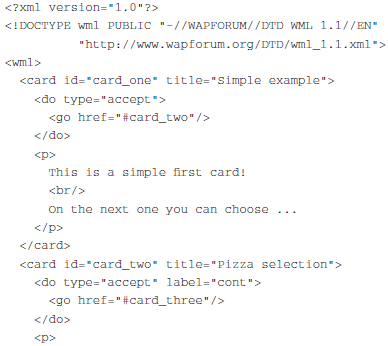 <?xml version="1.0"?>
<!DOCTYPE wml PUBLIC "-//WAPFORUM//DTD WML 1.1//EN"
"http://www.wapforum.org/DTD/wml_1.1.xml">
<wml>
<card id="card_one" title="Simple example">
<do type="accept">
<go href="#card_two"/>
</do>
<p>
This is a simple first card!
<br/>
On the next one you can choose ...
</p>
</card>
<card id="card_two" title="Pizza selection">
<do type="accept" label="cont">
<go href="#card_three"/>
</do>
<p>